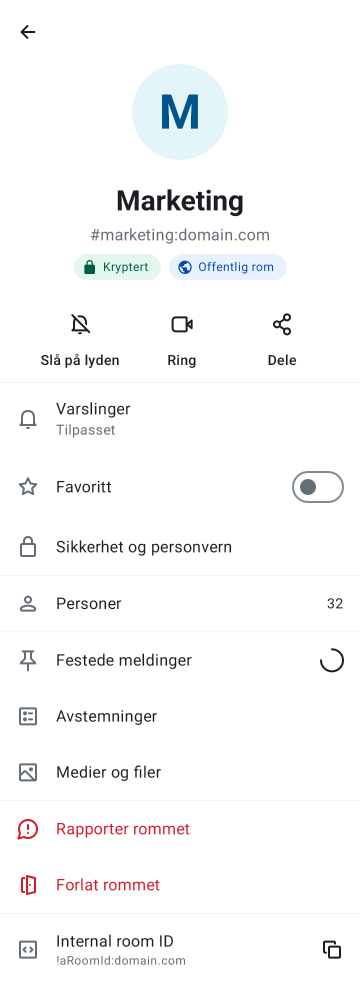 M
Marketing
#marketing:domain.com
Kryptert
Offentlig rom
Slå på lyden
Ring
Dele
Varslinger
Tilpasset
Favoritt
Sikkerhet og personvern
Personer
32
Festede meldinger
Avstemninger
Medier og filer
Rapporter rommet
Forlat rommet
Internal room ID
!aRoomId:domain.com